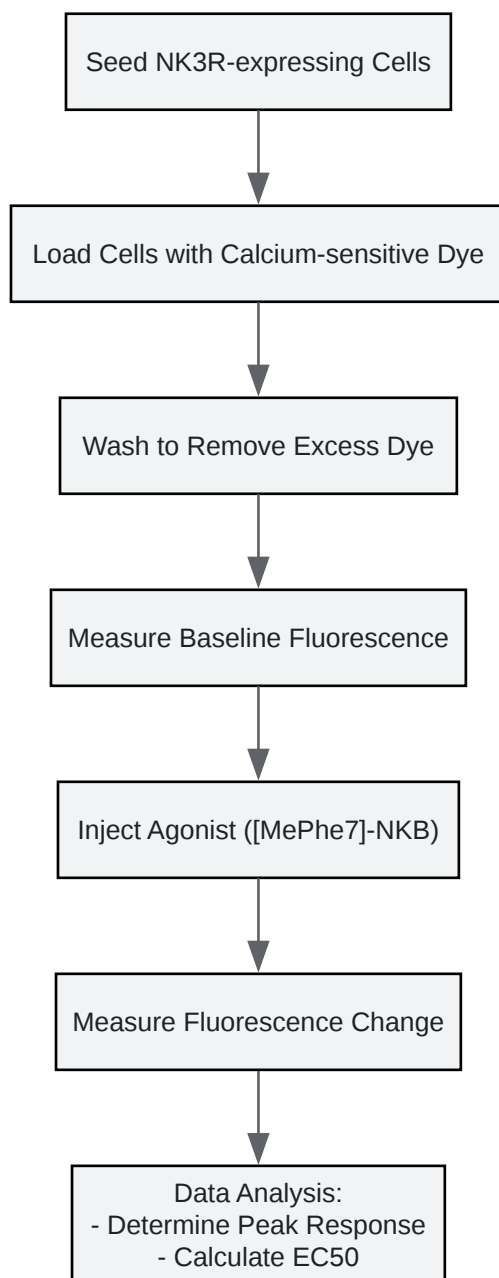 Seed NK3R-expressing Cells
Load Cells with Calcium-sensitive Dye
Wash to Remove Excess Dye
Measure Baseline Fluorescence
Inject Agonist ([MePhe7]-NKB)
Measure Fluorescence Change
Data Analysis:
- Determine Peak Response
- Calculate EC50